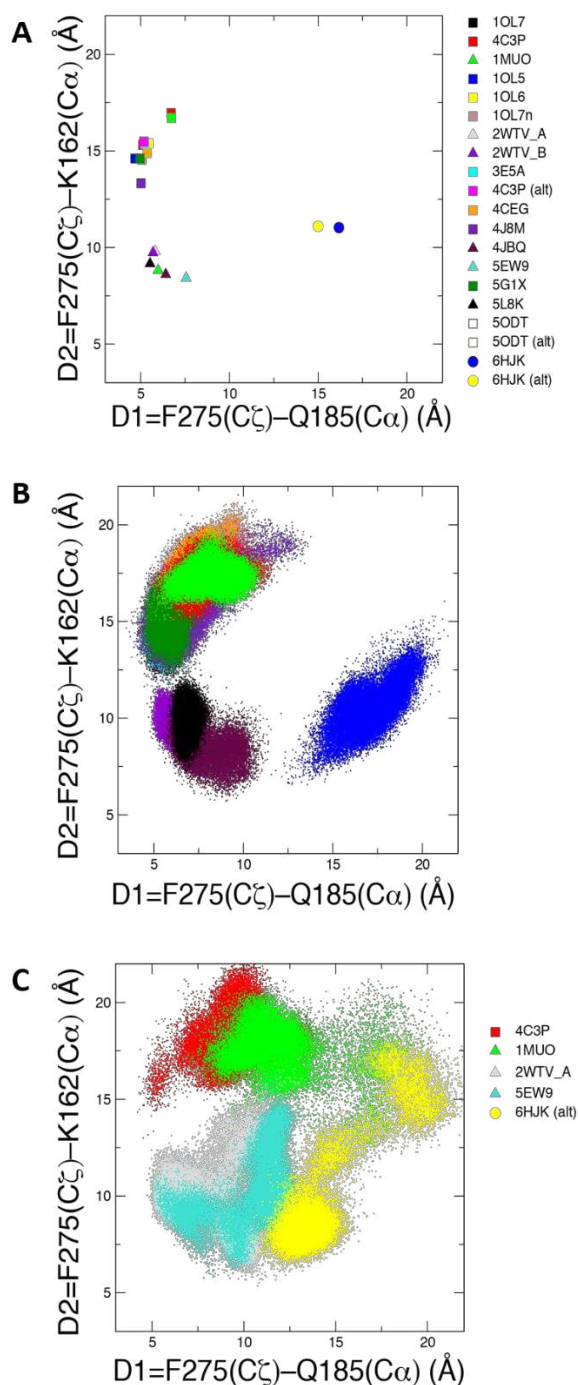 A
D2=F275(Cζ)–K162(Cα) (Å)
20
15
10
5
5
10
15
20
D1=F275(Cζ)–Q185(Cα) (Å)
1OL7
4C3P
1MUO
1OL5
1OL6
1OL7n
2WTV_A
2WTV_B
3E5A
4C3P (alt)
4CEG
4J8M
4JBQ
5EW9
5G1X
5L8K
5ODT
5ODT (alt)
6HJK
6HJK (alt)
B
D2=F275(Cζ)–K162(Cα) (Å)
20
15
10
5
5
10
15
20
D1=F275(Cζ)–Q185(Cα) (Å)
C
D2=F275(Cζ)–K162(Cα) (Å)
20
15
10
5
5
10
15
20
D1=F275(Cζ)–Q185(Cα) (Å)
4C3P
1MUO
2WTV_A
5EW9
6HJK (alt)